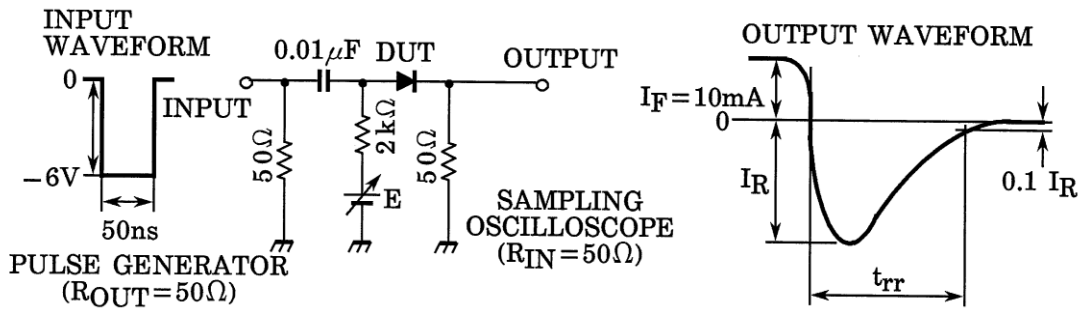 INPUT
WAVEFORM
0
−6V
50ns
PULSE GENERATOR
(ROUT=50Ω)
INPUT
0.01μF
DUT
OUTPUT
50Ω
2kΩ
E
50Ω
SAMPLING
OSCILLOSCOPE
(RIN=50Ω)
OUTPUT WAVEFORM
IF=10mA
0
IR
0.1 IR
trr